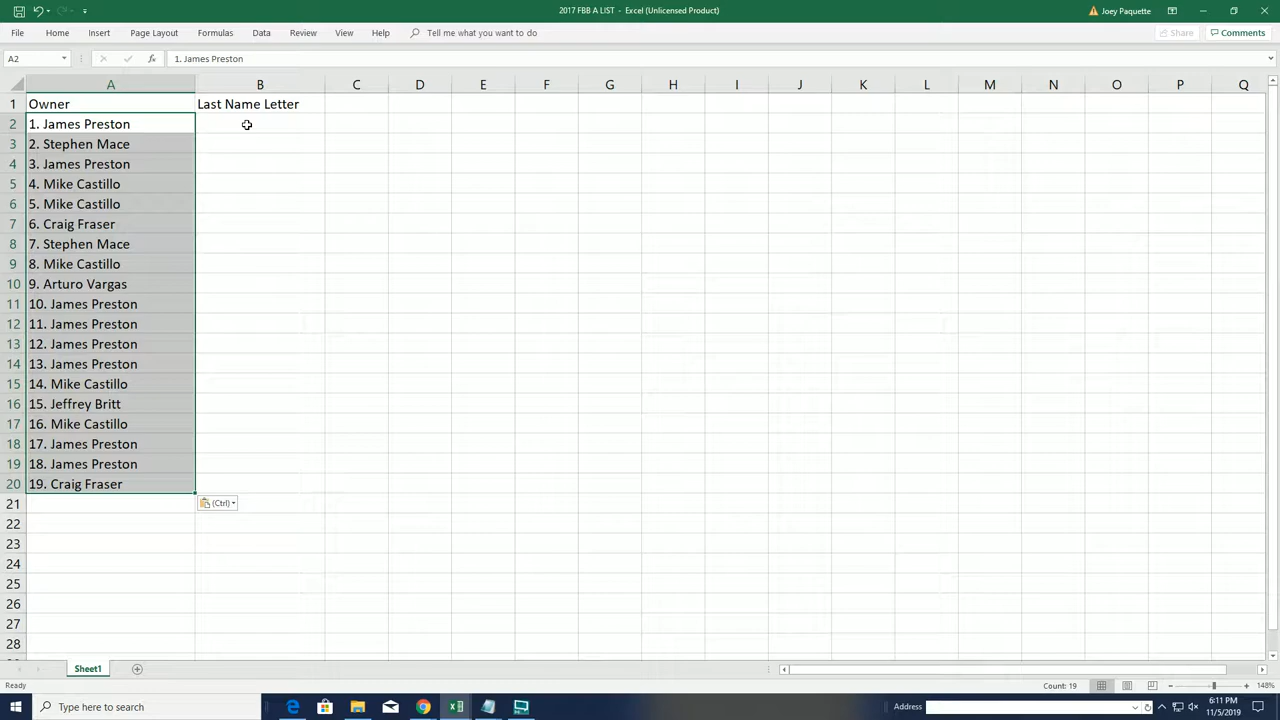 2017 FBB A LIST - Excel (Unlicensed Product)
Joey Paquette
File Home Insert Page Layout Formulas Data Review View Help Tell me what you want to do
Share Comments
A2 fx 1. James Preston
A B C D E F G H I J K L M N O P Q
1 Owner Last Name Letter
2 1. James Preston
3 2. Stephen Mace
4 3. James Preston
5 4. Mike Castillo
6 5. Mike Castillo
7 6. Craig Fraser
8 7. Stephen Mace
9 8. Mike Castillo
10 9. Arturo Vargas
11 10. James Preston
12 11. James Preston
13 12. James Preston
14 13. James Preston
15 14. Mike Castillo
16 15. Jeffrey Britt
17 16. Mike Castillo
18 17. James Preston
19 18. James Preston
20 19. Craig Fraser
21 (Ctrl)
22
23
24
25
26
27
28
Sheet1
Ready Count: 19 148%
Type here to search Address 6:11 PM
11/5/2019